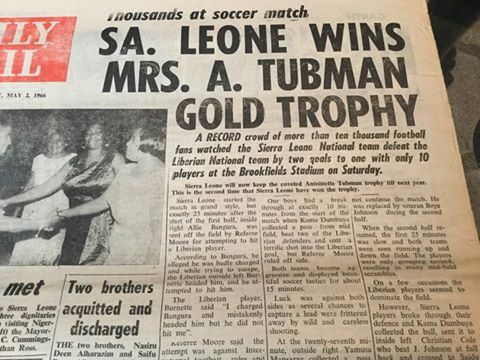 Thousands at soccer match
SA. LEONE WINS
MRS. A. TUBMAN
GOLD TROPHY
ILY
IL
MAY 2, 1966
A RECORD crowd of more than ten thousand football
fans watched the Sierra Leone National team defeat the
Liberian National team by two goals to one with only 10
players at the Brookfields Stadium on Saturday.
Sierra Leone will now keep the coveted Antoinette Tubman trophy till next year.
This is the second time that Sierra Leone have won the trophy.
Sierra Leone started the
match in grand style, but
exactly 25 minutes after the
start of the first half, inside
right Allie Bangura, was
sent off the field by Referee
Moore for attempting to hit
a Liberian player.
According to Bangura, he
alleged he was badly charged
and while trying to escape,
the Liberian outside left Bur-
nette headed him, and he at-
tempted to hit him.
The Liberian player,
Burnette said "I charged
Bangura and mistakenly
headed him but he did not
hit me".
Referee Moore said the
attempt was against Inter-
Our boys had a break
through at exactly 10 mi-
nutes from the start of the
match when Kama Dumbuya
collected a pass from mid
field, beat two of the Libe-
rian defenders and sent a
terrific shot into the Liberian
goal, but Referee Moore
ruled off side.
Both teams became ag-
gressive and displayed beau-
tiful soccer tactics for about
15 minutes.
Luck was against both
sides as several chances to
capture a lead were frittered
away by wild and careless
shooting.
At the twenty-seventh mi-
nute, outside right Yamusa
not continue the match. He
was replaced by veteran Boye
Johnson during the second
half.
When the second half re-
sumed, the first 25 minutes
was slow and both teams
were seen running up and
down the field. The players
were only
resulting in many mid-field
scrambles.
On a few occasions the
Liberian players seemed
dominate the field.
However, Sierra Leone
players broke through their
defence and Kama Dumbuya
collected the ball, sent it to
inside left Christian Cole
who beat J. Johnson at full
met
Sierra Leone
three dignitaries
to visiting Niger-
f) the Mayor-
C. Cummings-
than Ross.
Two brothers
acquitted and
discharged
THE two brothers, Nasiru
Deen Alharazim and Saifu